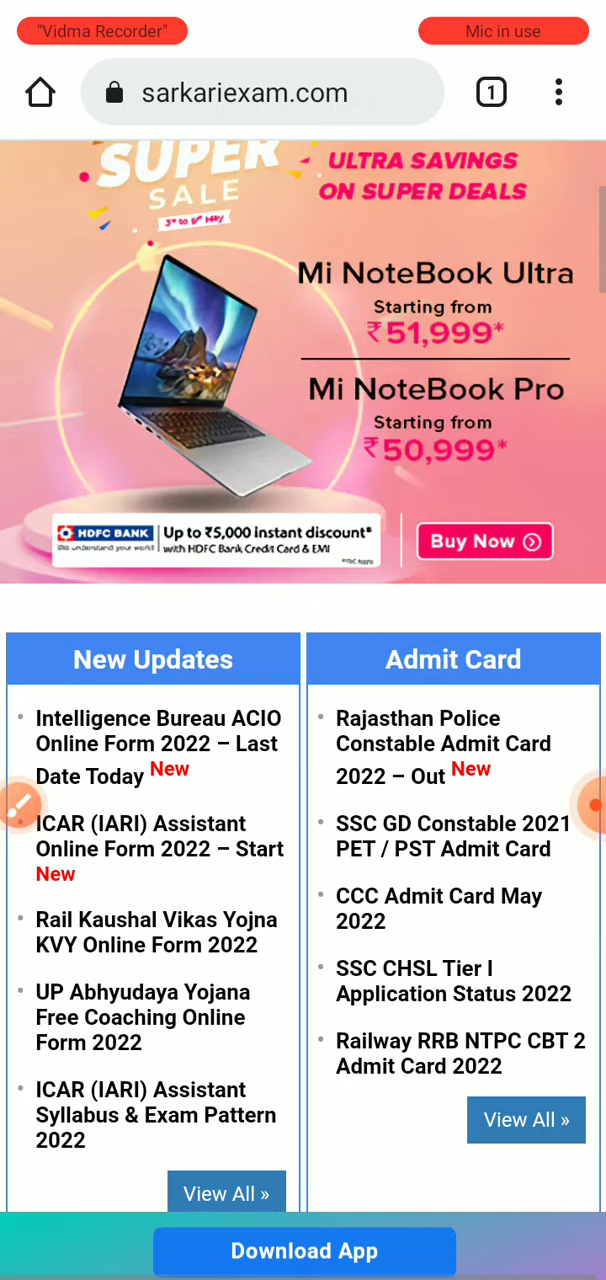 "Vidma Recorder"
Mic in use
1
sarkariexam.com
SUPER
SALE
ULTRA SAVINGS
ON SUPER DEALS
Mi NoteBook Ultra
Starting from
₹51,999*
Mi NoteBook Pro
Starting from
₹50,999*
HDFC BANK
We understand your world
Up to ₹5,000 instant discount*
with HDFC Bank Credit Card & EMI
*T&C Apply
Buy Now
New Updates
Intelligence Bureau ACIO
Online Form 2022 – Last
Date Today New
ICAR (IARI) Assistant
Online Form 2022 – Start
New
Rail Kaushal Vikas Yojna
KVY Online Form 2022
UP Abhyudaya Yojana
Free Coaching Online
Form 2022
ICAR (IARI) Assistant
Syllabus & Exam Pattern
2022
View All »
Admit Card
Rajasthan Police
Constable Admit Card
2022 – Out New
SSC GD Constable 2021
PET / PST Admit Card
CCC Admit Card May
2022
SSC CHSL Tier I
Application Status 2022
Railway RRB NTPC CBT 2
Admit Card 2022
View All »
Download App